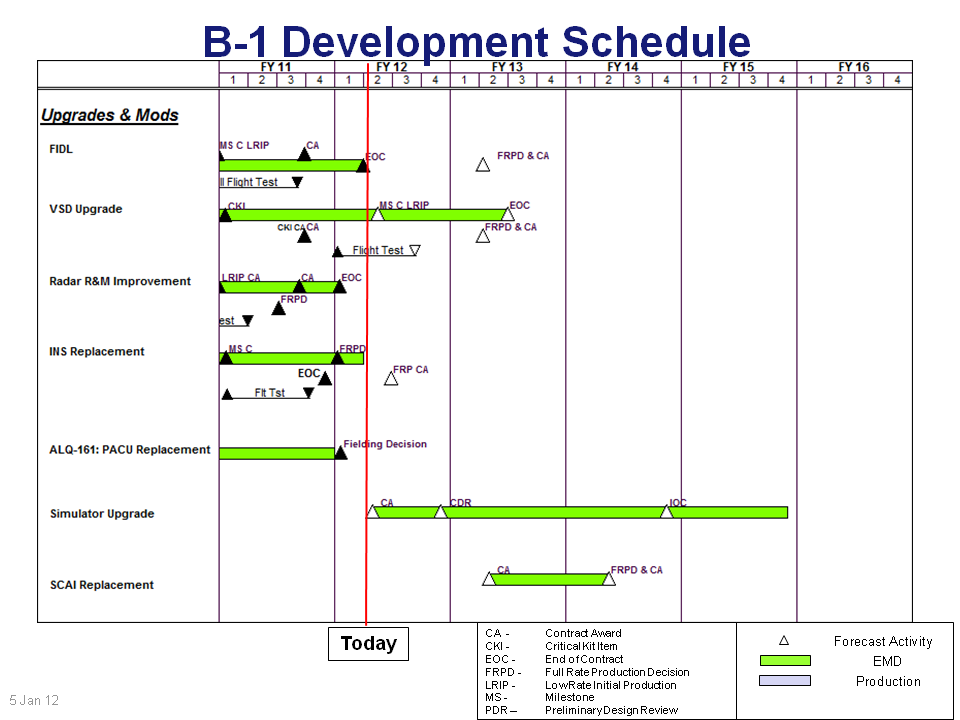 B-1 Development Schedule
FY 11 FY 12 FY 13 FY 14 FY 15 FY 16
1 2 3 4 1 2 3 4 1 2 3 4 1 2 3 4 1 2 3 4 1 2 3 4
Upgrades & Mods
FIDL
MS C LRIP CA
EOC
FRPD & CA
Flight Test
VSD Upgrade
CKI MS C LRIP EOC
CKI CA CA
FRPD & CA
Flight Test
Radar R&M Improvement
LRIP CA CA EOC
FRPD
est
INS Replacement
MS C FRPD
EOC
FRP CA
Flt Tst
ALQ-161: PACU Replacement
Fielding Decision
Simulator Upgrade
CA CDR IOC
SCAI Replacement
CA FRPD & CA
Today
CA - Contract Award
CKI - Critical Kit Item
EOC - End of Contract
FRPD - Full Rate Production Decision
LRIP - Low Rate Initial Production
MS - Milestone
PDR – Preliminary Design Review
Forecast Activity
EMD
Production
5 Jan 12